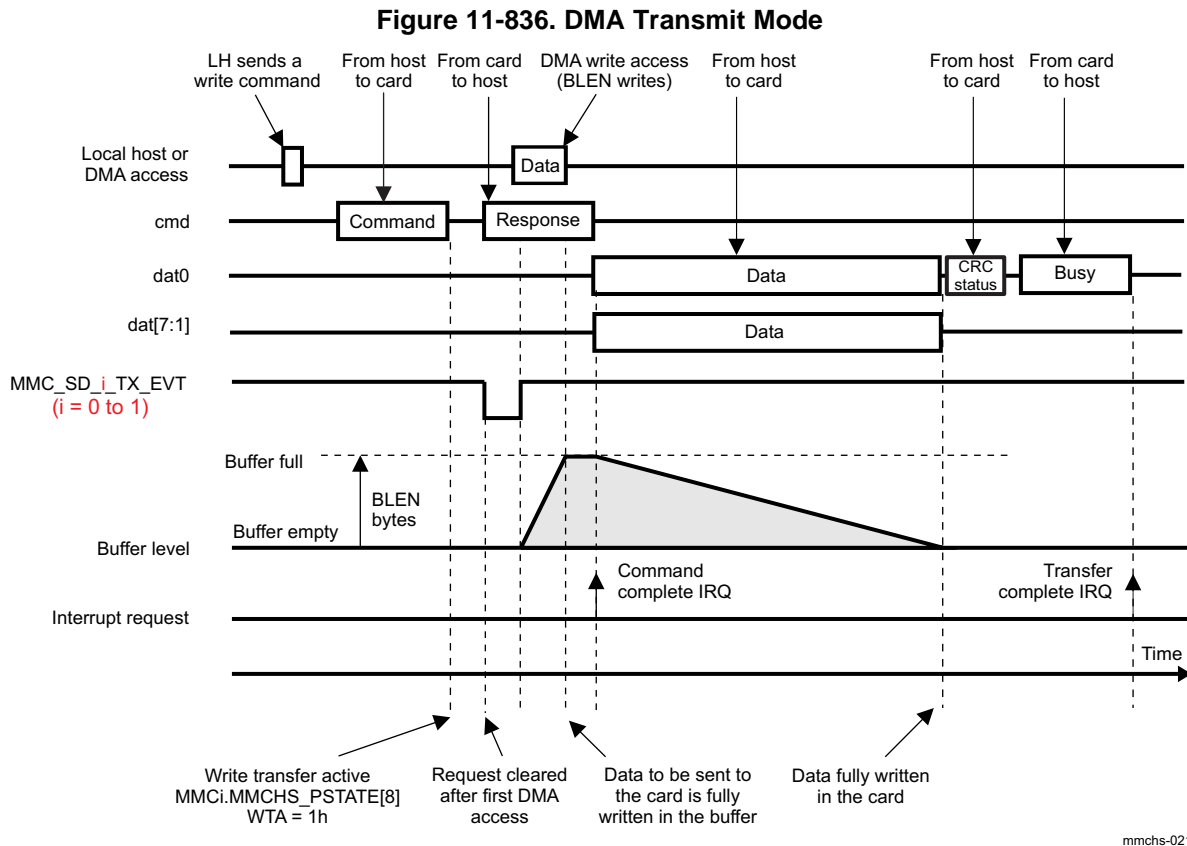 Figure 11-836. DMA Transmit Mode
LH sends a
write command
From host
to card
From card
to host
DMA write access
(BLEN writes)
From host
to card
From host
to card
From card
to host
Local host or
DMA access
Data
cmd
Command
Response
dat0
Data
CRC
status
Busy
dat[7:1]
Data
MMC_SD_i_TX_EVT
(i = 0 to 1)
Buffer full
BLEN
bytes
Buffer empty
Buffer level
Command
complete IRQ
Transfer
complete IRQ
Interrupt request
Time
Write transfer active
MMCi.MMCHS_PSTATE[8]
WTA = 1h
Request cleared
after first DMA
access
Data to be sent to
the card is fully
written in the buffer
Data fully written
in the card
mmchs-021